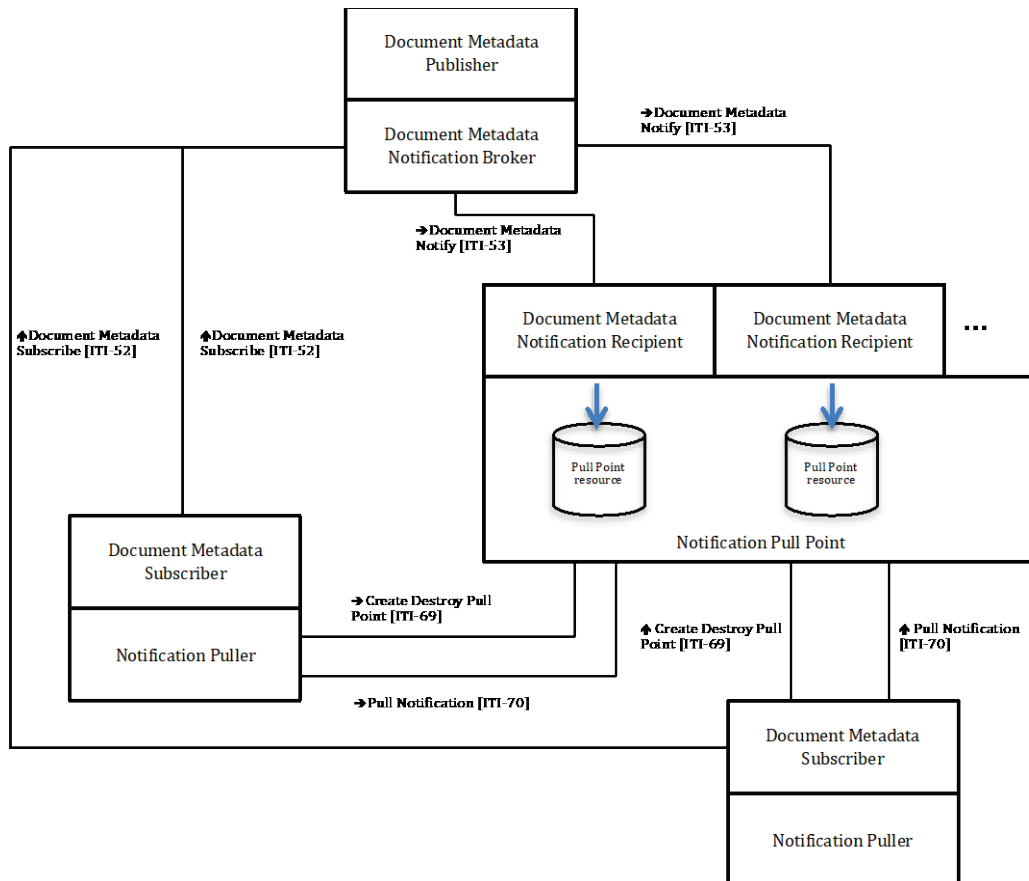 Document Metadata
Publisher
Document Metadata
Notification Broker
→Document Metadata
Notify [ITI-53]
→Document Metadata
Notify [ITI-53]
Document Metadata
Notification Recipient
Document Metadata
Notification Recipient
...
↑Document Metadata
Subscribe [ITI-52]
↑Document Metadata
Subscribe [ITI-52]
Pull Point
resource
Pull Point
resource
Notification Pull Point
Document Metadata
Subscriber
Notification Puller
→Create Destroy Pull
Point [ITI-69]
→Pull Notification [ITI-70]
↑ Create Destroy Pull
Point [ITI-69]
↑ Pull Notification
[ITI-70]
Document Metadata
Subscriber
Notification Puller